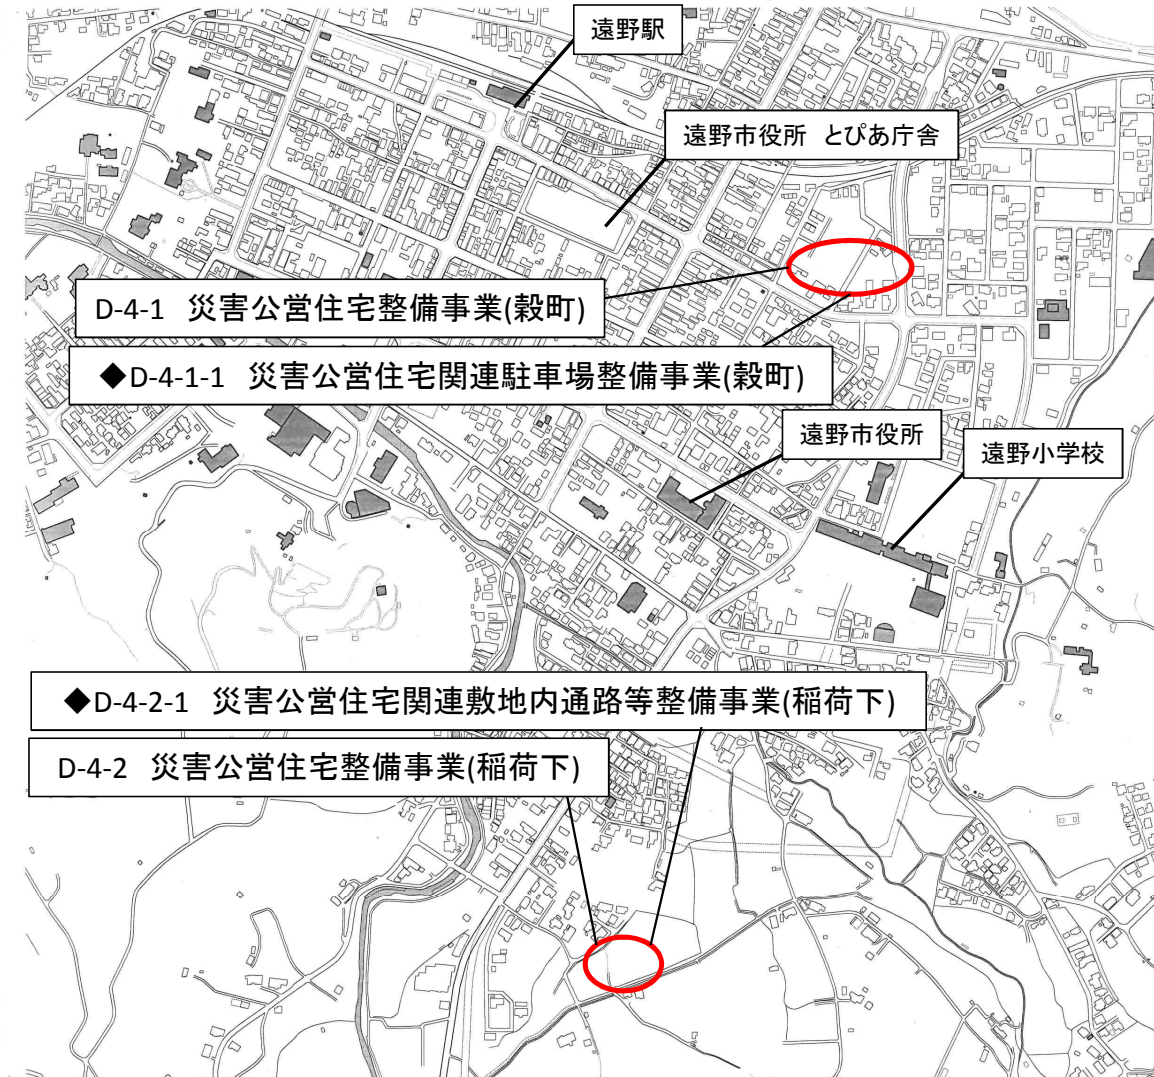 遠野駅
遠野市役所 とぴあ庁舎
D-4-1 災害公営住宅整備事業(穀町)
◆D-4-1-1 災害公営住宅関連駐車場整備事業(穀町)
遠野市役所
遠野小学校
◆D-4-2-1 災害公営住宅関連敷地内通路等整備事業(稲荷下)
D-4-2 災害公営住宅整備事業(稲荷下)